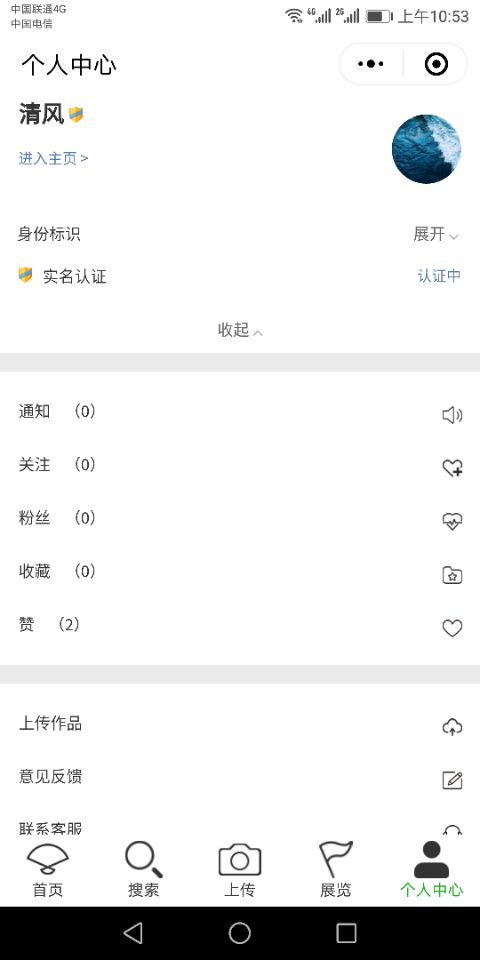 中国联通4G
中国电信
4G
2G
上午10:53
个人中心
清风
进入主页 >
身份标识
展开
实名认证
认证中
收起
通知 （0）
关注 （0）
粉丝 （0）
收藏 （0）
赞 （2）
上传作品
意见反馈
联系客服
首页
搜索
上传
展览
个人中心